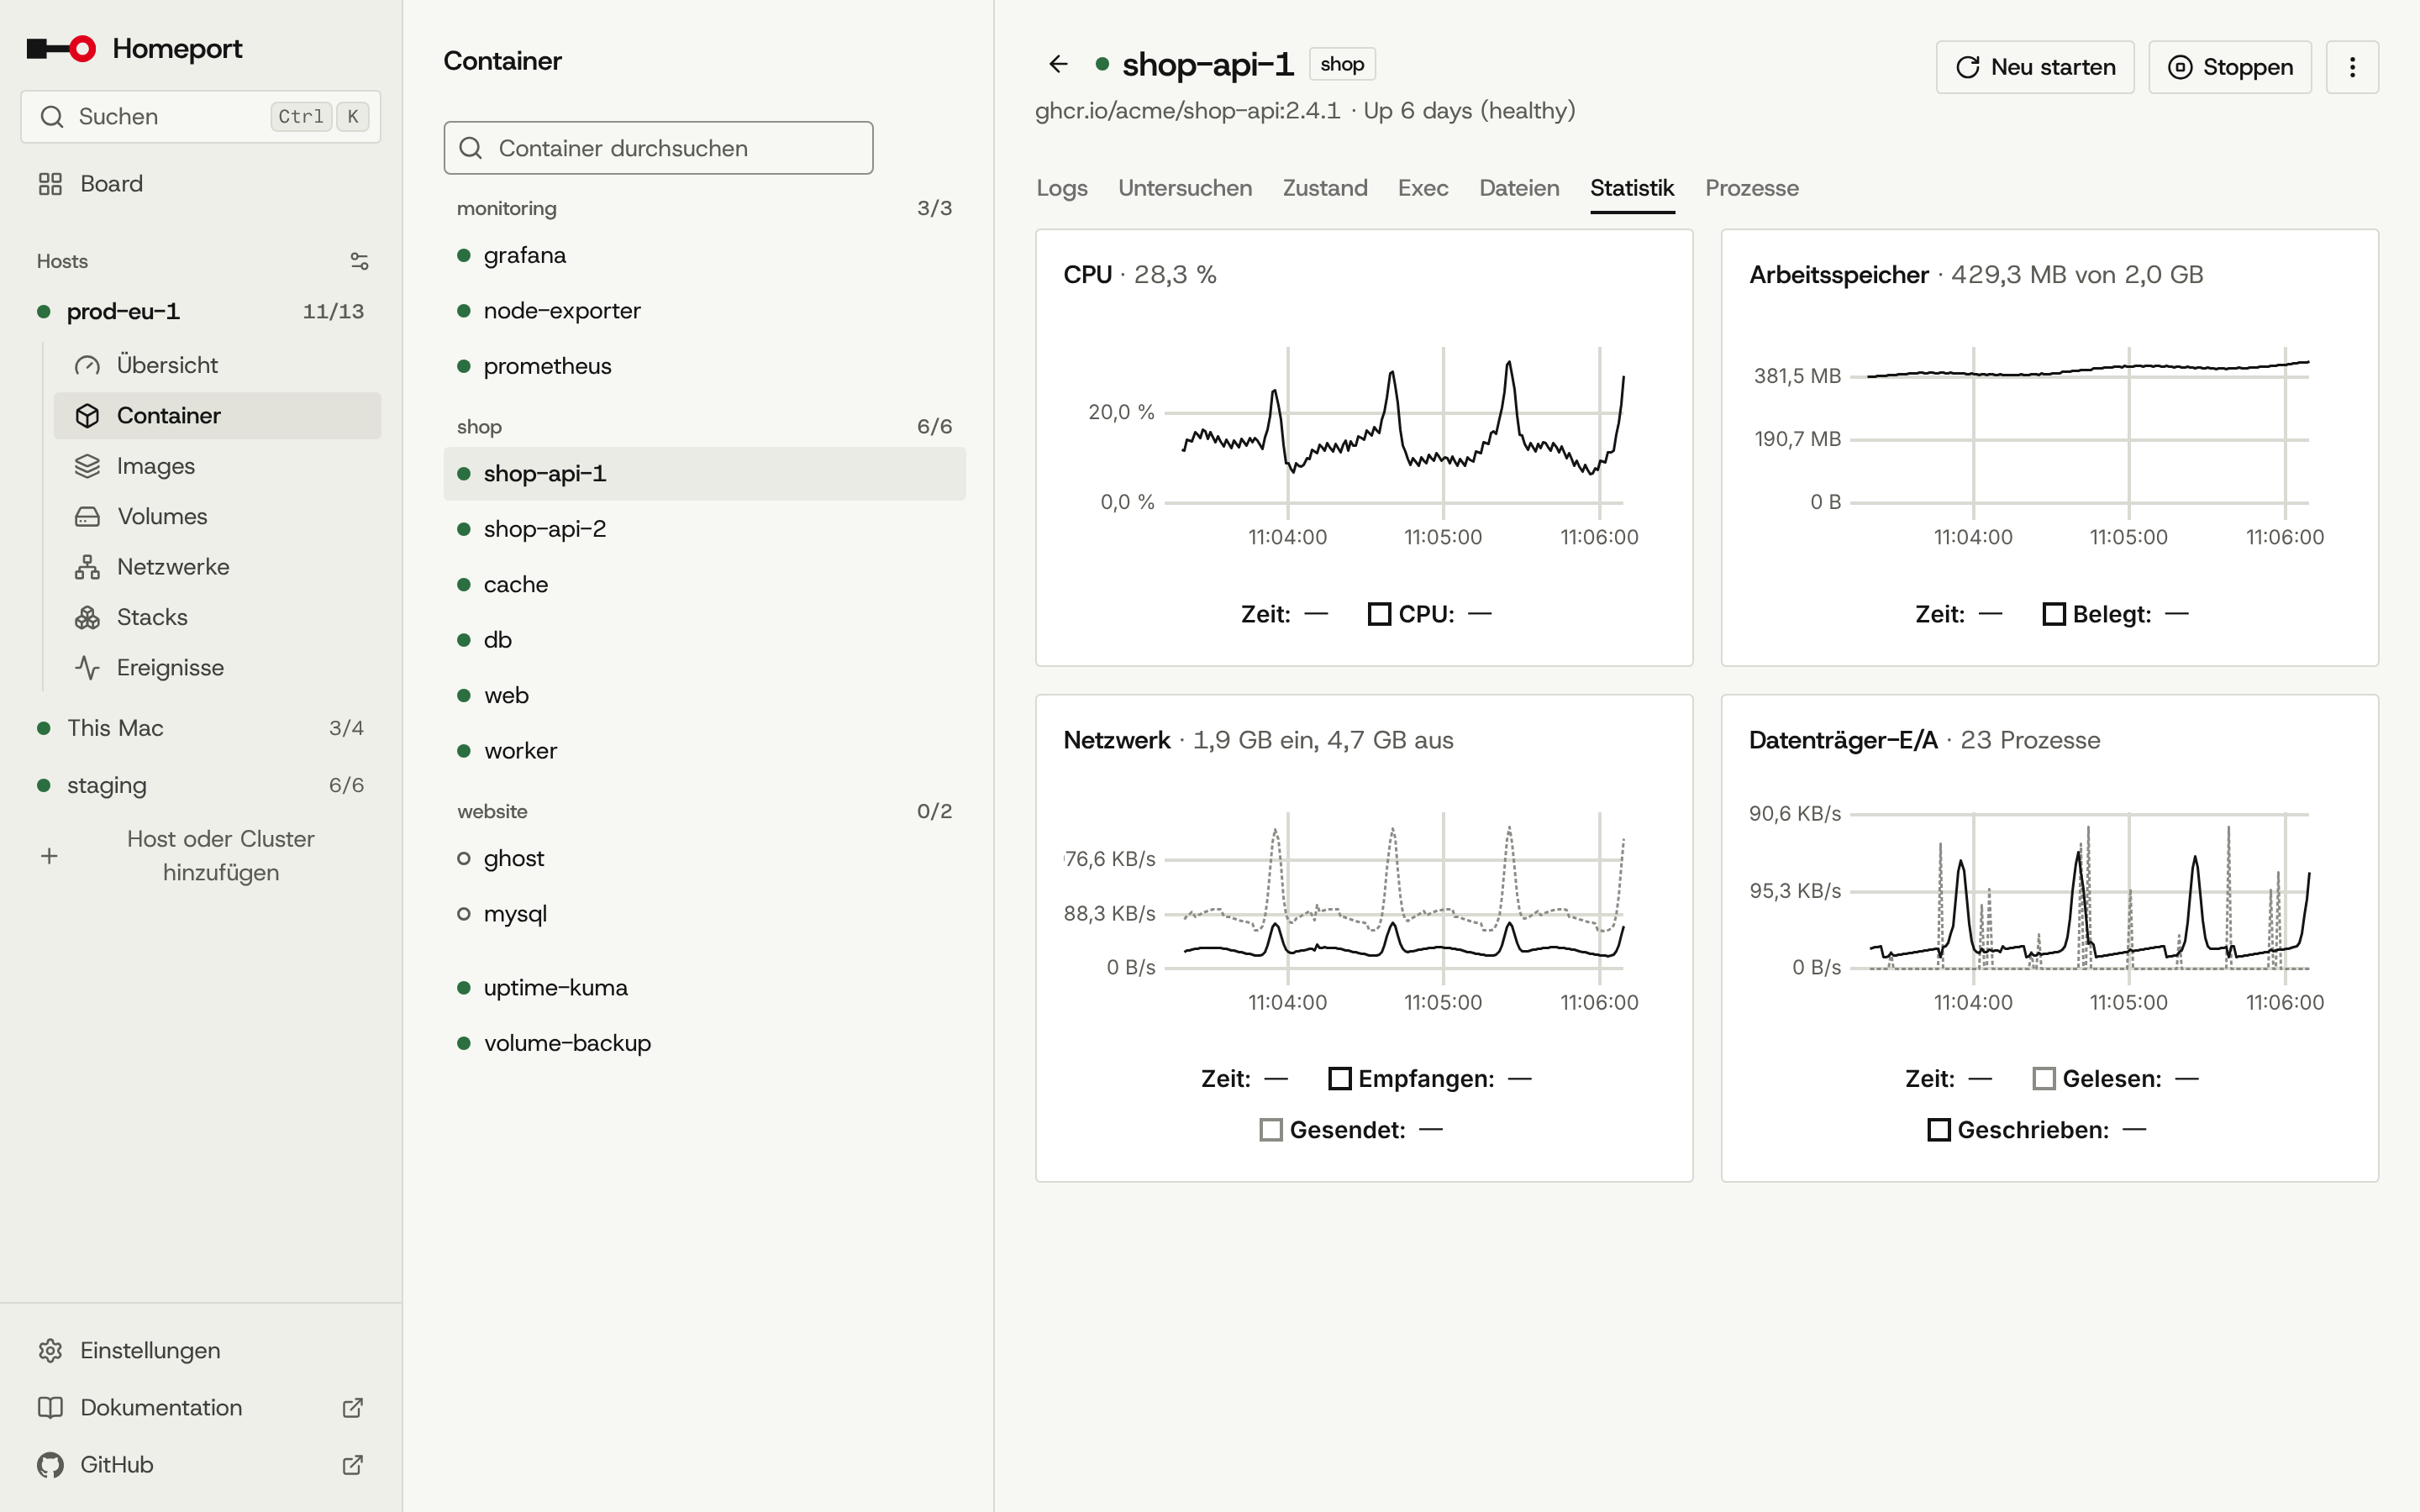 Homeport
Suchen
Ctrl K
Board
Hosts
prod-eu-1 11/13
Übersicht
Container
Images
Volumes
Netzwerke
Stacks
Ereignisse
This Mac 3/4
staging 6/6
Host oder Cluster
hinzufügen
Einstellungen
Dokumentation
GitHub
Container
Container durchsuchen
monitoring 3/3
grafana
node-exporter
prometheus
shop 6/6
shop-api-1
shop-api-2
cache
db
web
worker
website 0/2
ghost
mysql
uptime-kuma
volume-backup
shop-api-1 shop
Neu starten
Stoppen
ghcr.io/acme/shop-api:2.4.1 · Up 6 days (healthy)
Logs Untersuchen Zustand Exec Dateien Statistik Prozesse
CPU · 28,3 %
20,0 %
0,0 %
11:04:00 11:05:00 11:06:00
Zeit: — CPU: —
Arbeitsspeicher · 429,3 MB von 2,0 GB
381,5 MB
190,7 MB
0 B
11:04:00 11:05:00 11:06:00
Zeit: — Belegt: —
Netzwerk · 1,9 GB ein, 4,7 GB aus
76,6 KB/s
88,3 KB/s
0 B/s
11:04:00 11:05:00 11:06:00
Zeit: — Empfangen: —
Gesendet: —
Datenträger-E/A · 23 Prozesse
90,6 KB/s
95,3 KB/s
0 B/s
11:04:00 11:05:00 11:06:00
Zeit: — Gelesen: —
Geschrieben: —